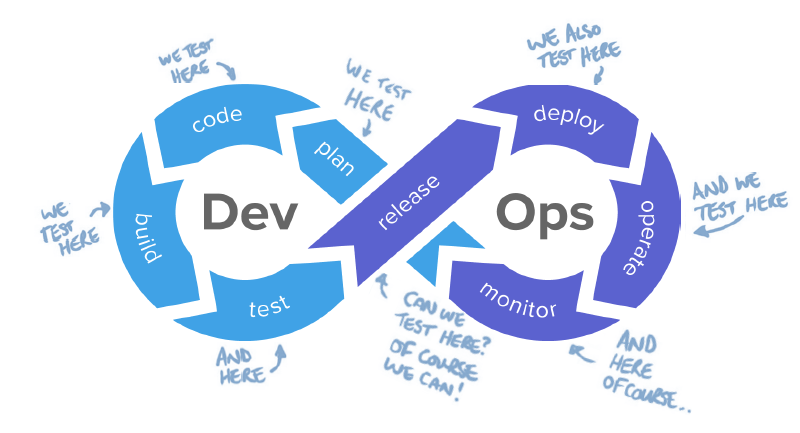 WE TEST
HERE
WE TEST
HERE
WE ALSO
TEST HERE
code
plan
deploy
release
Dev
Ops
AND WE
TEST HERE
WE
TEST
HERE
build
operate
test
monitor
AND
HERE
CAN WE
TEST HERE?
OF COURSE
WE CAN!
AND
HERE
OF COURSE..